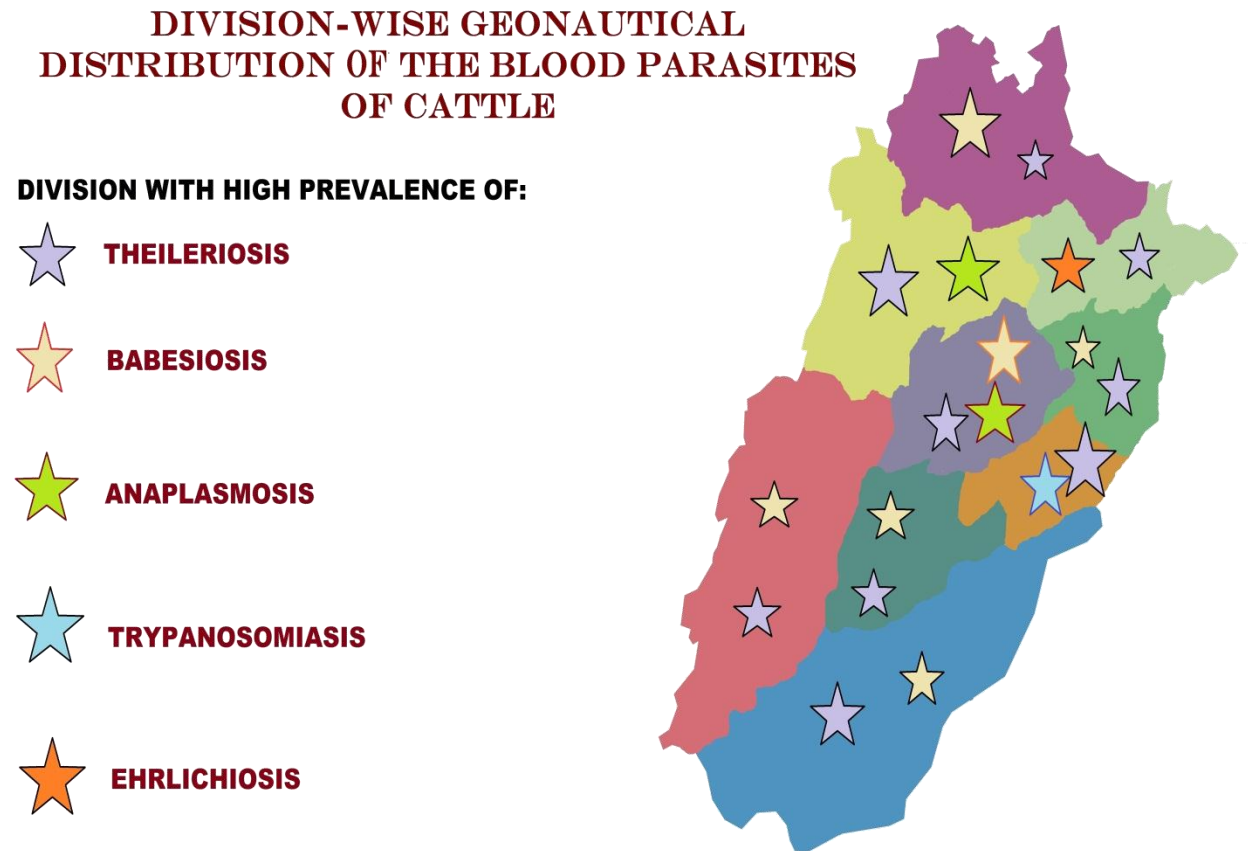 DIVISION-WISE GEONAUTICAL
DISTRIBUTION 0F THE BLOOD PARASITES
OF CATTLE
DIVISION WITH HIGH PREVALENCE OF:
THEILERIOSIS
BABESIOSIS
ANAPLASMOSIS
TRYPANOSOMIASIS
EHRLICHIOSIS